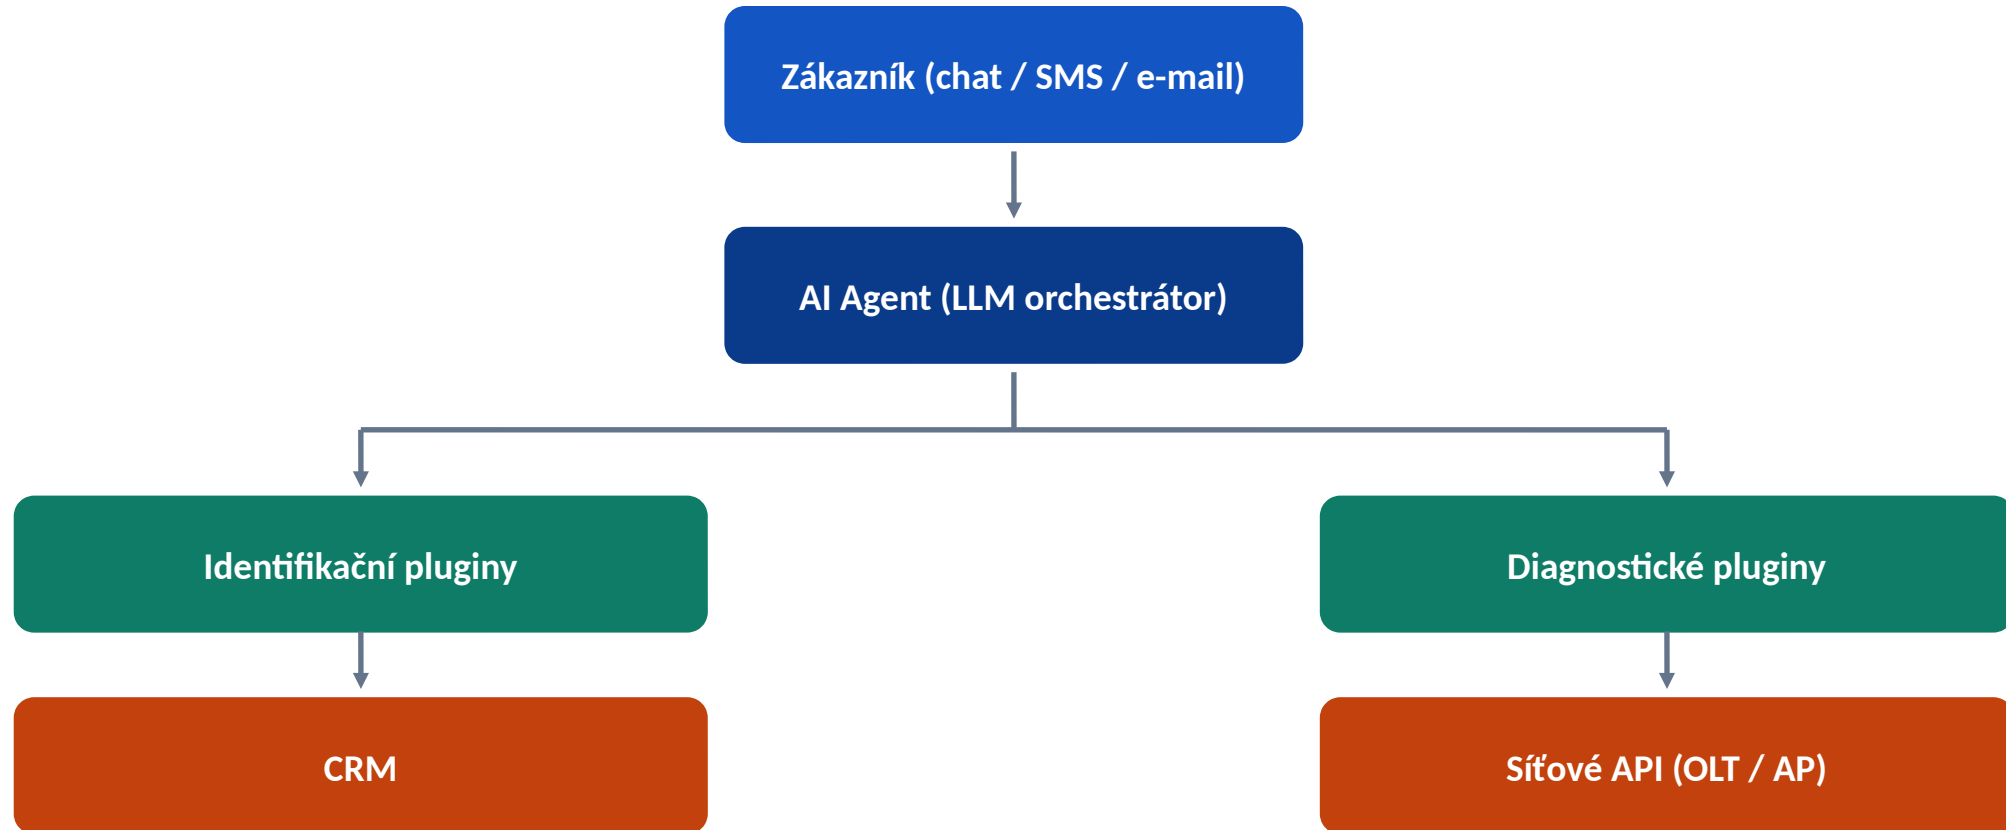 Zákazník (chat / SMS / e-mail)
AI Agent (LLM orchestrátor)
Identifikační pluginy
Diagnostické pluginy
CRM
Síťové API (OLT / AP)